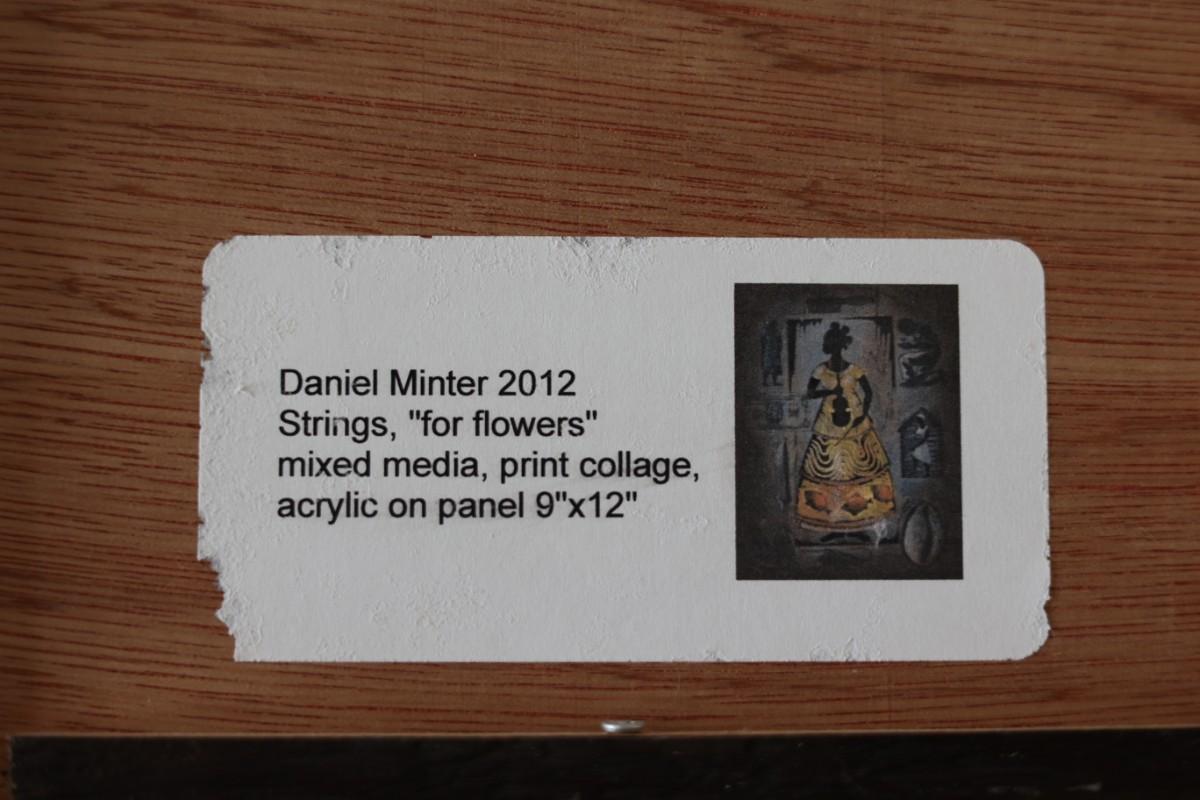 Daniel Minter 2012
Strings, "for flowers"
mixed media, print collage,
acrylic on panel 9"x12"